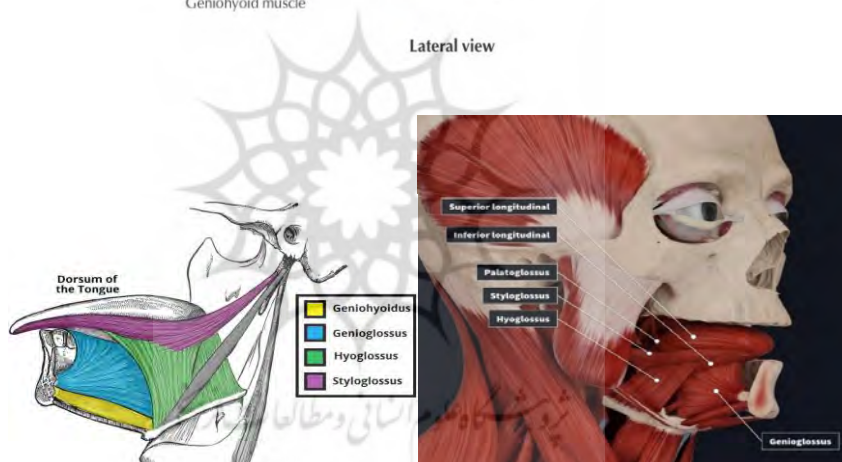 Geniohyoid muscle
Lateral view
Dorsum of
the Tongue
Geniohyoidus
Genioglossus
Hyoglossus
Styloglossus
Superior longitudinal
Inferior longitudinal
Palatoglossus
Styloglossus
Hyoglossus
Genioglossus